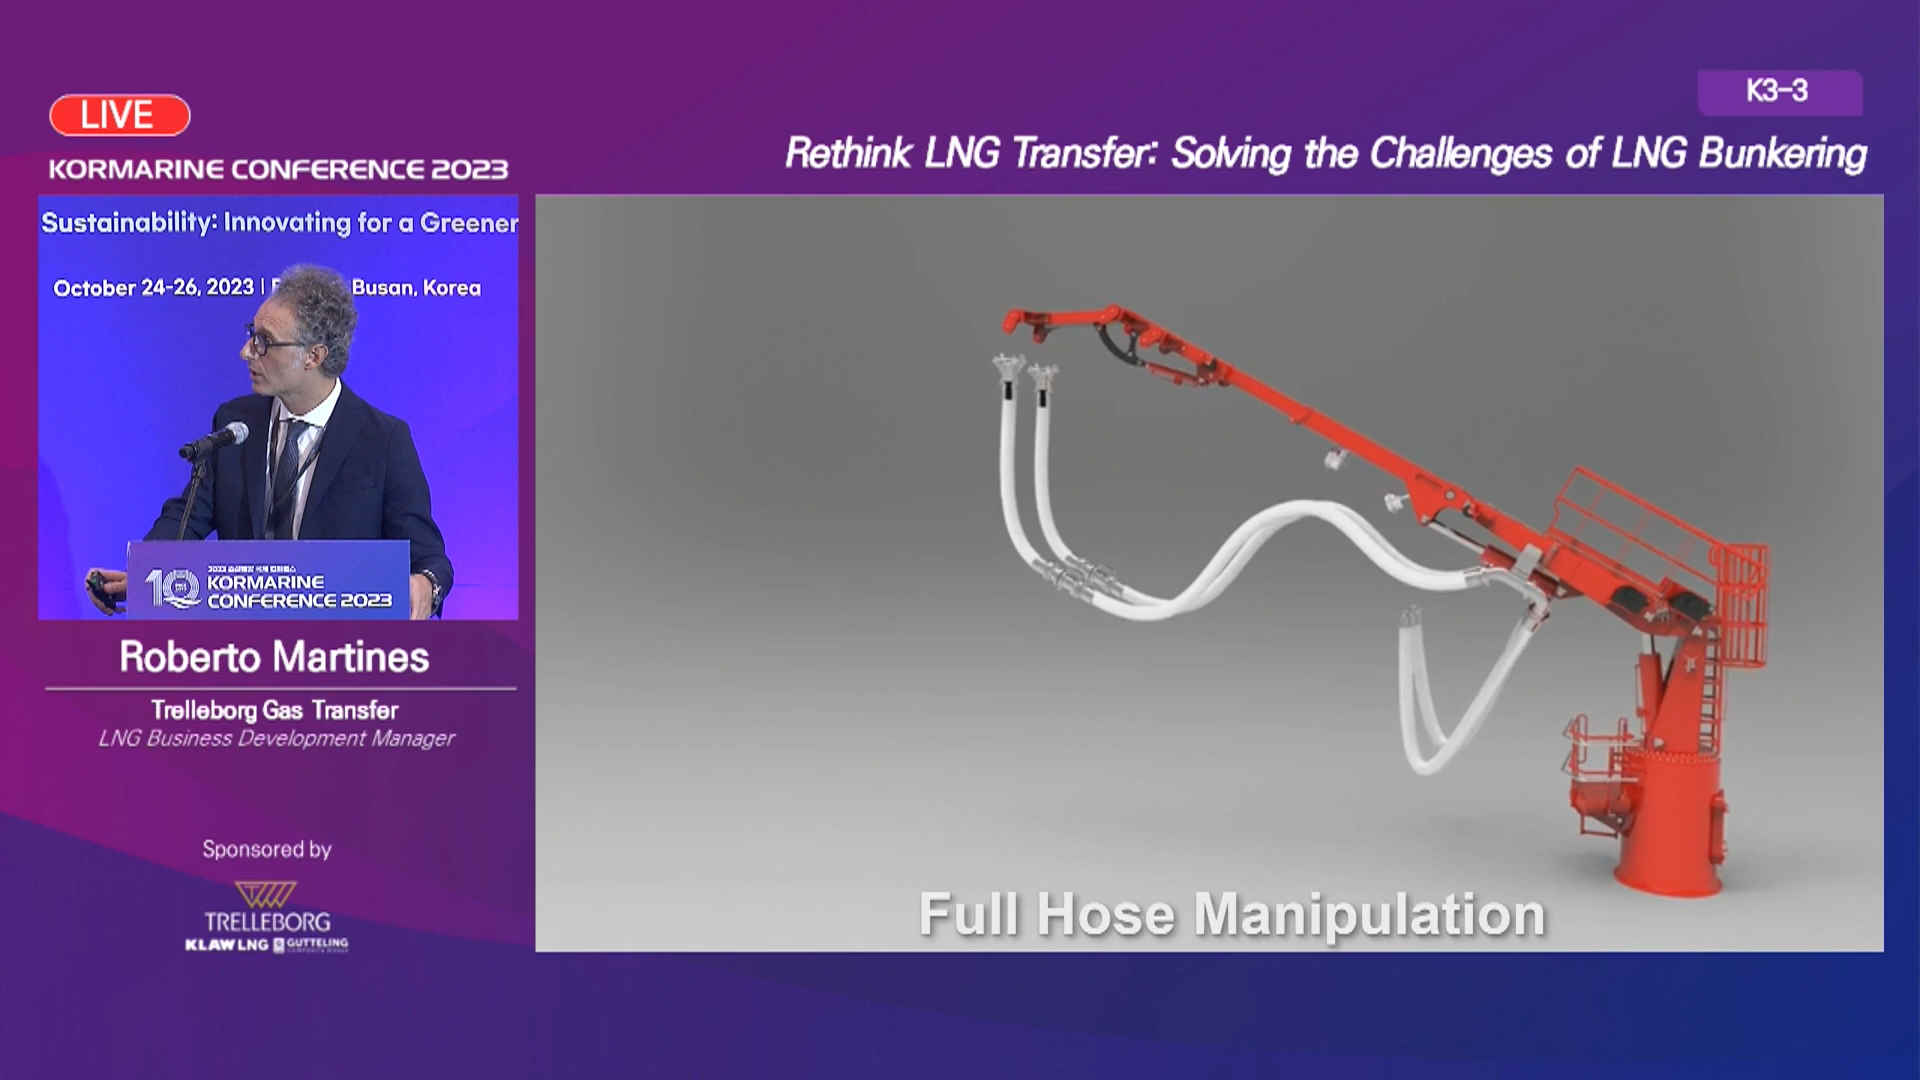 LIVE
KORMARINE CONFERENCE 2023
K3-3
Rethink LNG Transfer: Solving the Challenges of LNG Bunkering
Sustainability: Innovating for a Greener
October 24-26, 2023 |
Busan, Korea
10
KORMARINE
CONFERENCE 2023
Roberto Martines
Trelleborg Gas Transfer
LNG Business Development Manager
Sponsored by
TRELLEBORG
KLAW LNG GUTTELING
Full Hose Manipulation